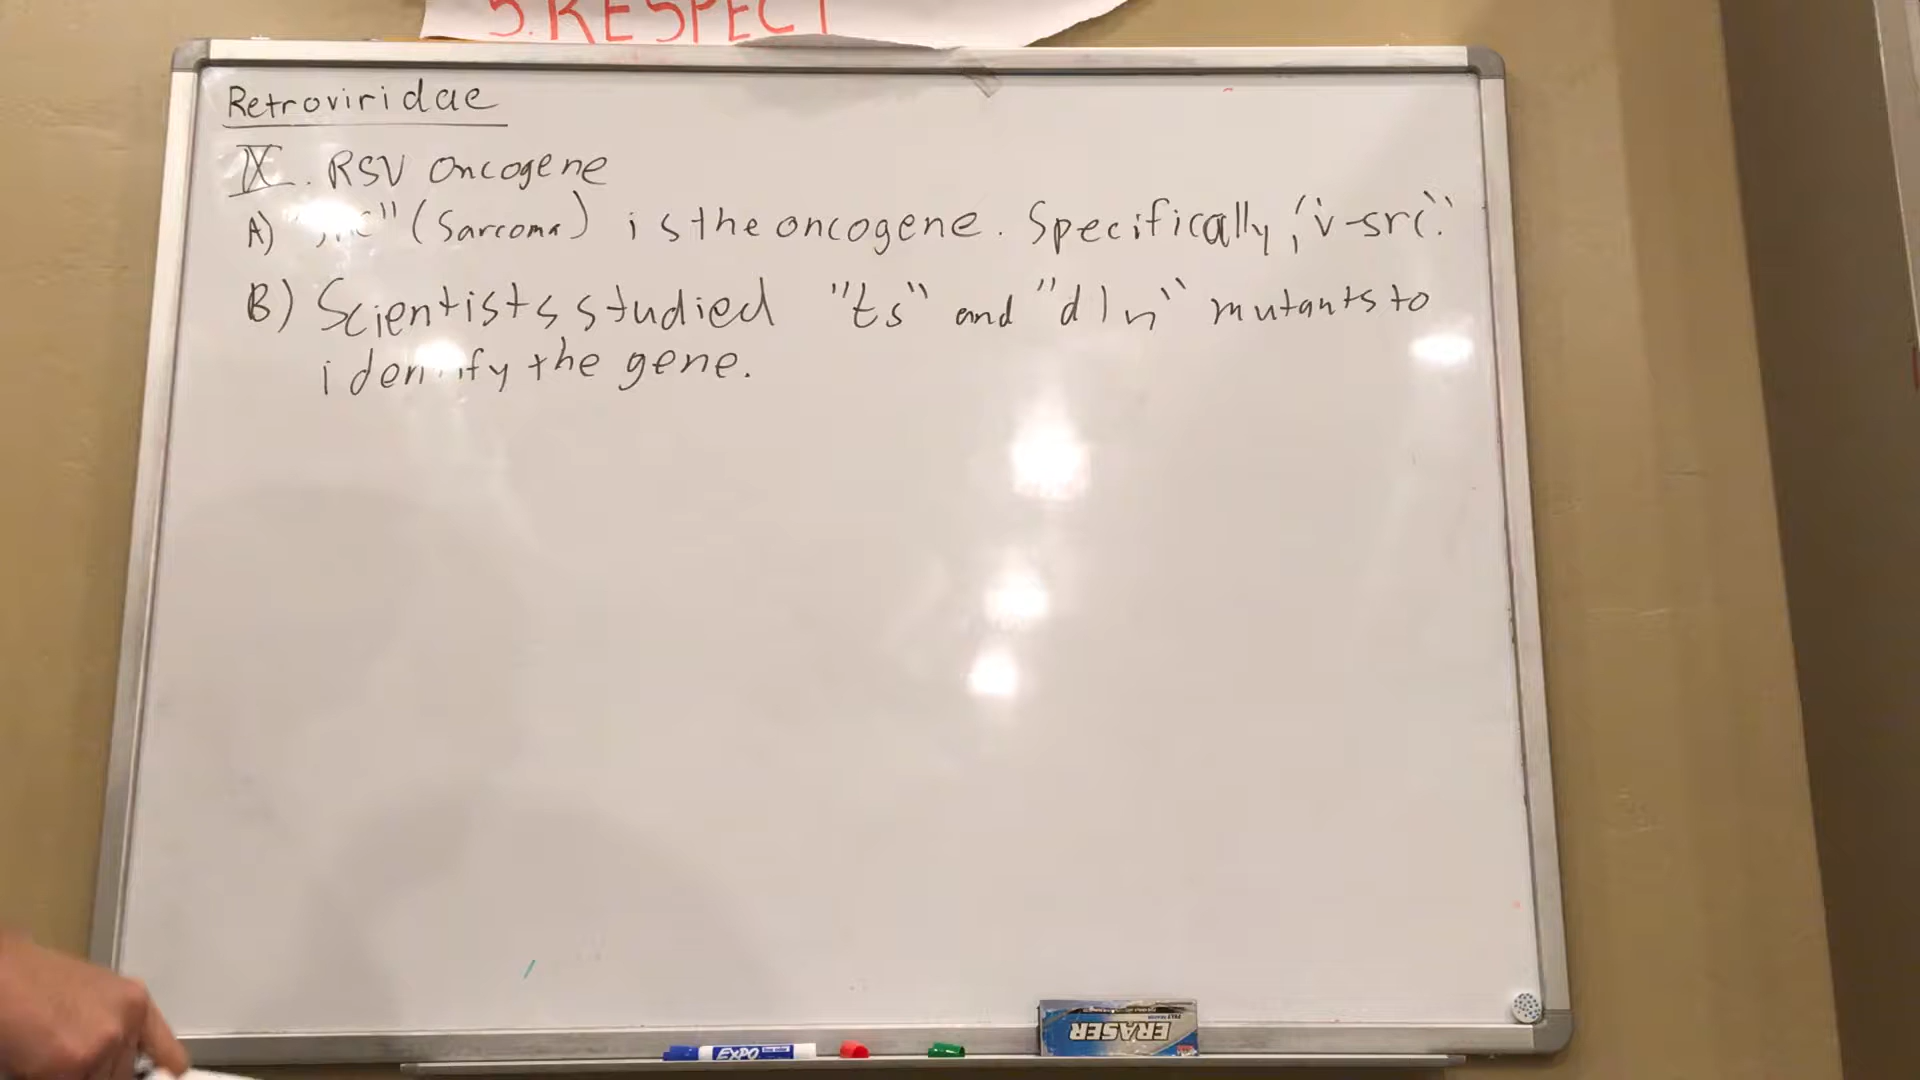 5. RESPECT
Retroviridae
IX. RSV Oncogene
A) (Sarcoma) is the oncogene. Specifically, "v-src."
B) Scientists studied "ts" and "dln" mutants to
identify the gene.
EXPO
ERASER